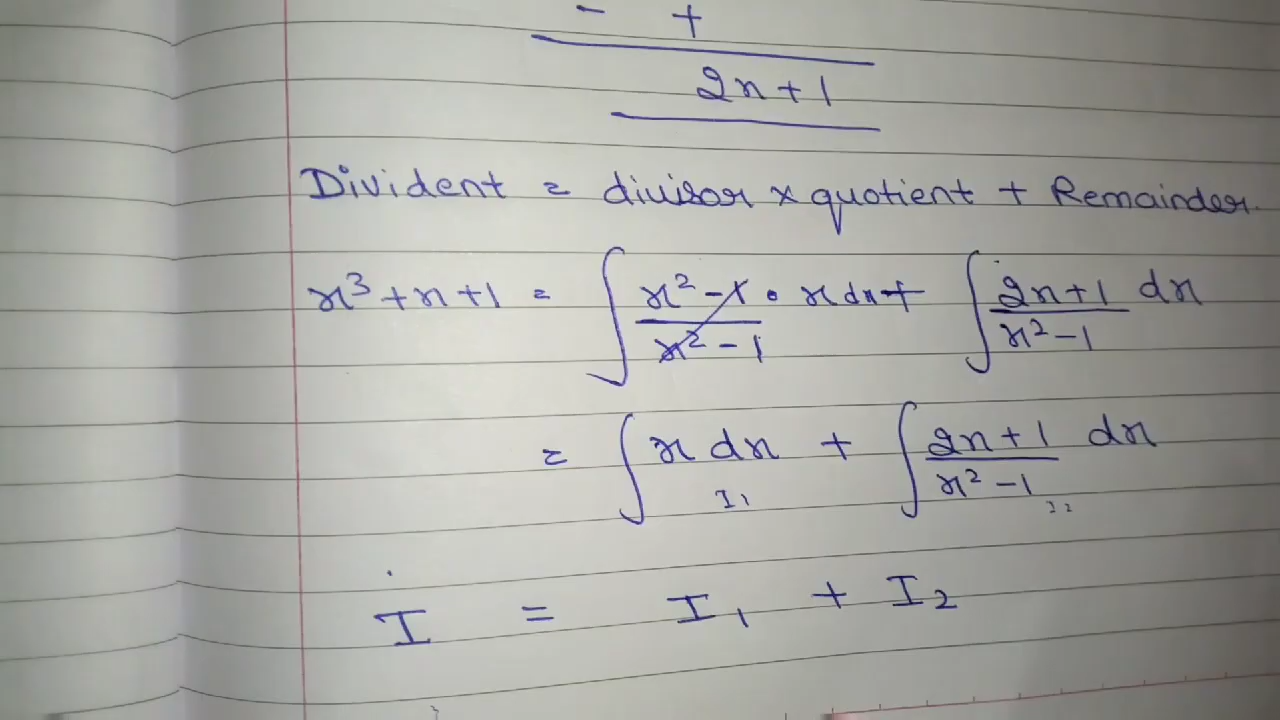 - +
2x+1
Divident = divisor × quotient + Remainder.
x³+x+1 = ∫ x²-1/x²-1 • x dx + ∫ 2x+1/x²-1 dx
= ∫ x dx + ∫ 2x+1/x²-1 dx
I₁ I₂
I = I₁ + I₂